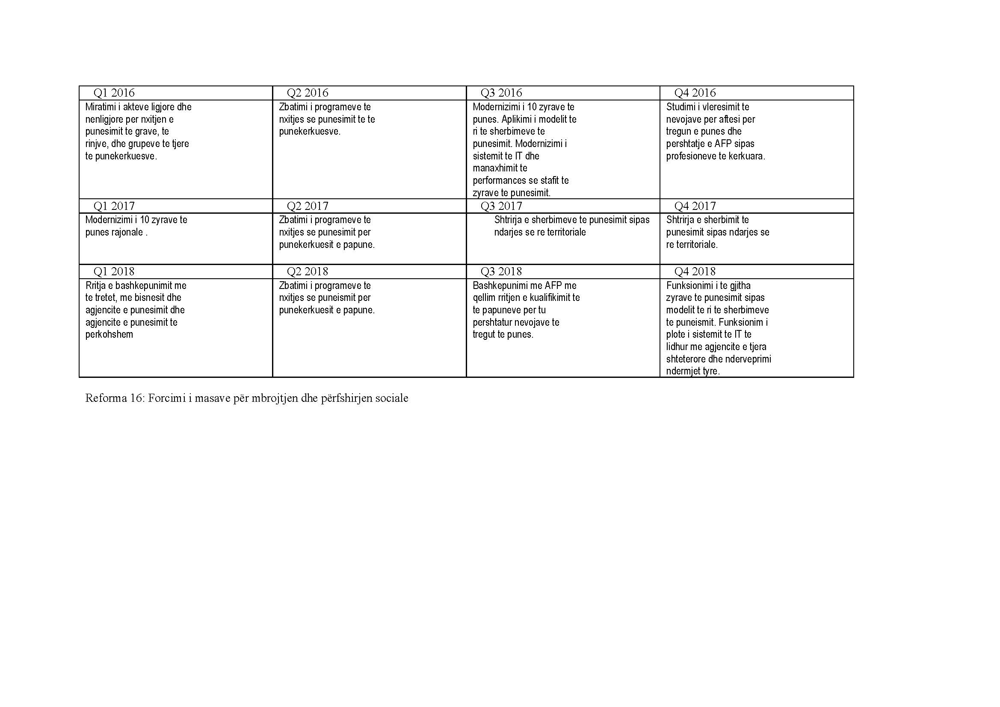 Q1 2016
Q2 2016
Q3 2016
Q4 2016
Miratimi i akteve ligjore dhe
nenligjore per nxitjen e
punesimit te grave, te
rinjve, dhe grupeve te tjere
te punekerkuesve.
Zbatimi i programeve te
nxitjes se punesimit te te
punekerkuesve.
Modernizimi i 10 zyrave te
punes. Aplikimi i modelit te
ri te sherbimeve te
punesimit. Modernizimi i
sistemit te IT dhe
manaxhimit te
performances se stafit te
zyrave te punesimit.
Studimi i vleresimit te
nevojave per aftesi per
tregun e punes dhe
pershtatje e AFP sipas
profesioneve te kerkuara.
Q1 2017
Q2 2017
Q3 2017
Q4 2017
Modernizimi i 10 zyrave te
punes rajonale .
Zbatimi i programeve te
nxitjes se punesimit per
punekerkuesit e papune.
Shtrirja e sherbimeve te punesimit sipas
ndarjes se re territoriale
Shtrirja e sherbimit te
punesimit sipas ndarjes se
re territoriale.
Q1 2018
Q2 2018
Q3 2018
Q4 2018
Rritja e bashkepunimit me
te tretet, me bisnesit dhe
agjencite e punesimit dhe
agjencite e punesimit te
perkohshem
Zbatimi i programeve te
nxitjes se puneismit per
punekerkuesit e papune.
Bashkepunimi me AFP me
qellim rritjen e kualifikimit te
te papuneve per tu
pershtatur nevojave te
tregut te punes.
Funksionimi i te gjitha
zyrave te punesimit sipas
modelit te ri te sherbimeve
te puneismit. Funksionim i
plote i sistemit te IT te
lidhur me agjencite e tjera
shteterore dhe nderveprimi
ndermjet tyre.
Reforma 16: Forcimi i masave për mbrojtjen dhe përfshirjen sociale